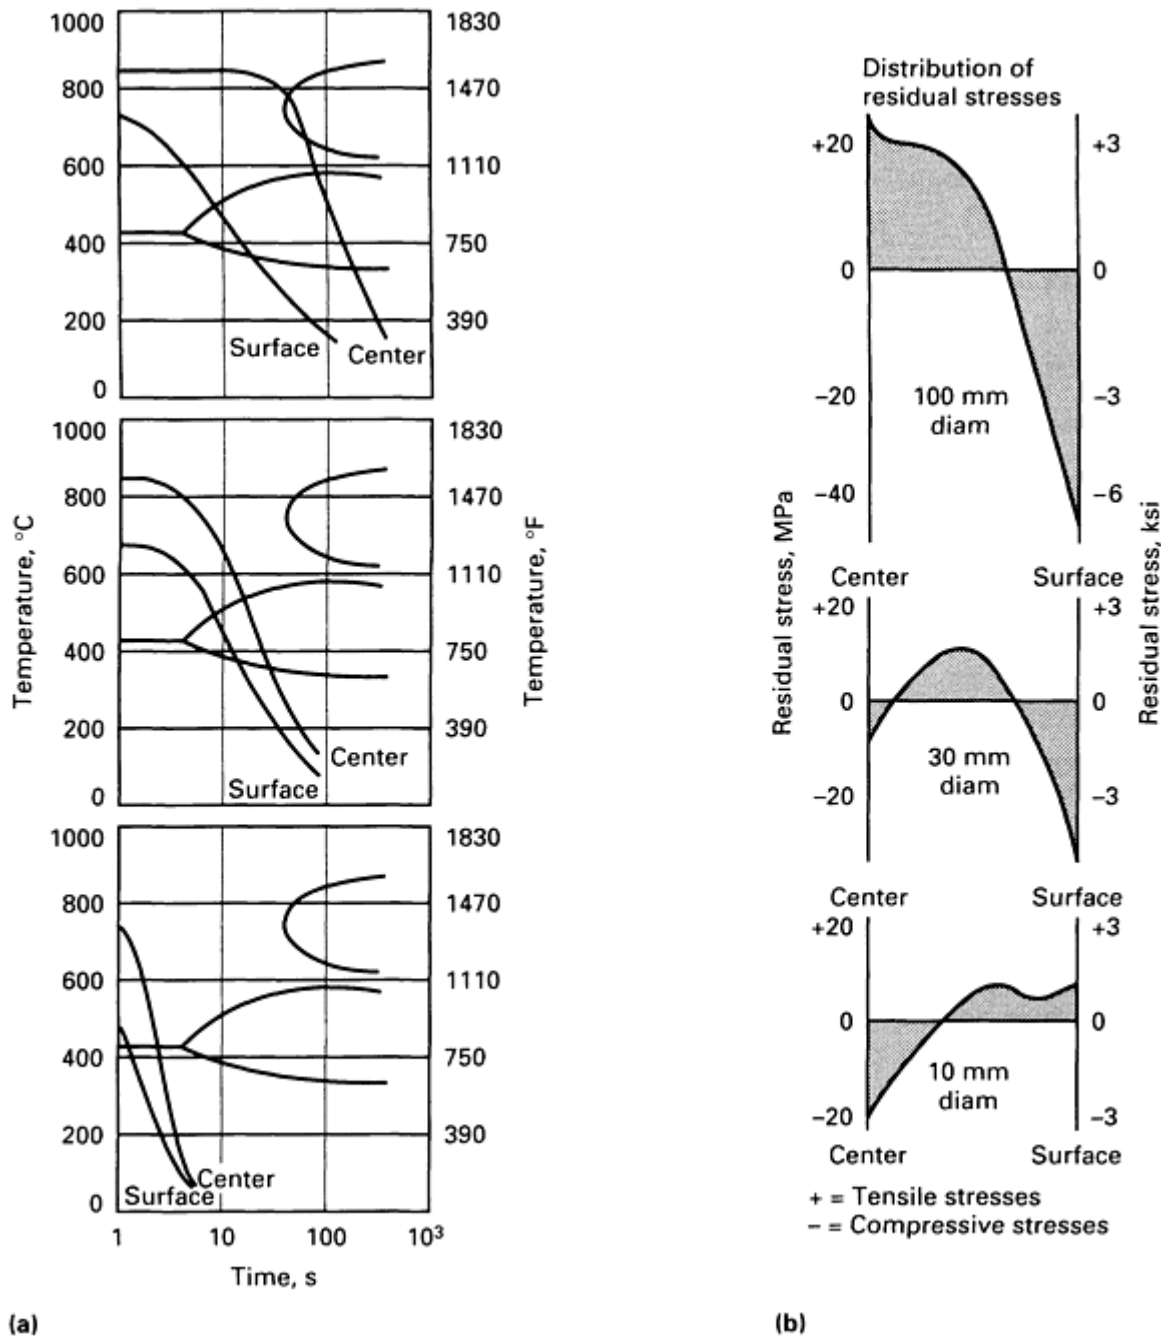 1000
800
600
400
200
0
1830
1470
1110
750
390
Surface
Center
1000
800
600
400
200
0
1830
1470
1110
750
390
Center
Surface
Temperature, °C
Temperature, °F
1000
800
600
400
200
0
1830
1470
1110
750
390
Center
Surface
1
10
100
10³
Time, s
(a)
Distribution of
residual stresses
+20
0
−20
−40
+3
0
−3
−6
100 mm
diam
Residual stress, MPa
Residual stress, ksi
Center
Surface
+20
0
−20
+3
0
−3
30 mm
diam
Center
Surface
+20
0
−20
+3
0
−3
10 mm
diam
Center
Surface
+ = Tensile stresses
− = Compressive stresses
(b)